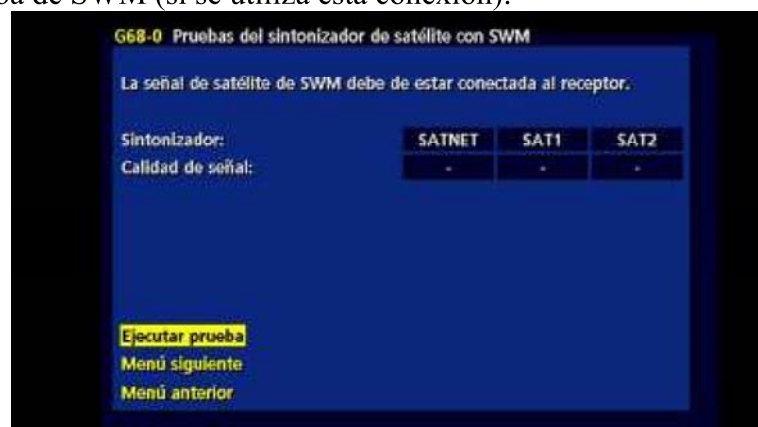 ba de SWM (si se utiliza esta conexión).
G68-0 Pruebas del sintonizador de satélite con SWM
La señal de satélite de SWM debe de estar conectada al receptor.
Sintonizador: SATNET SAT1 SAT2
Calidad de señal: - - -
Ejecutar prueba
Menú siguiente
Menú anterior